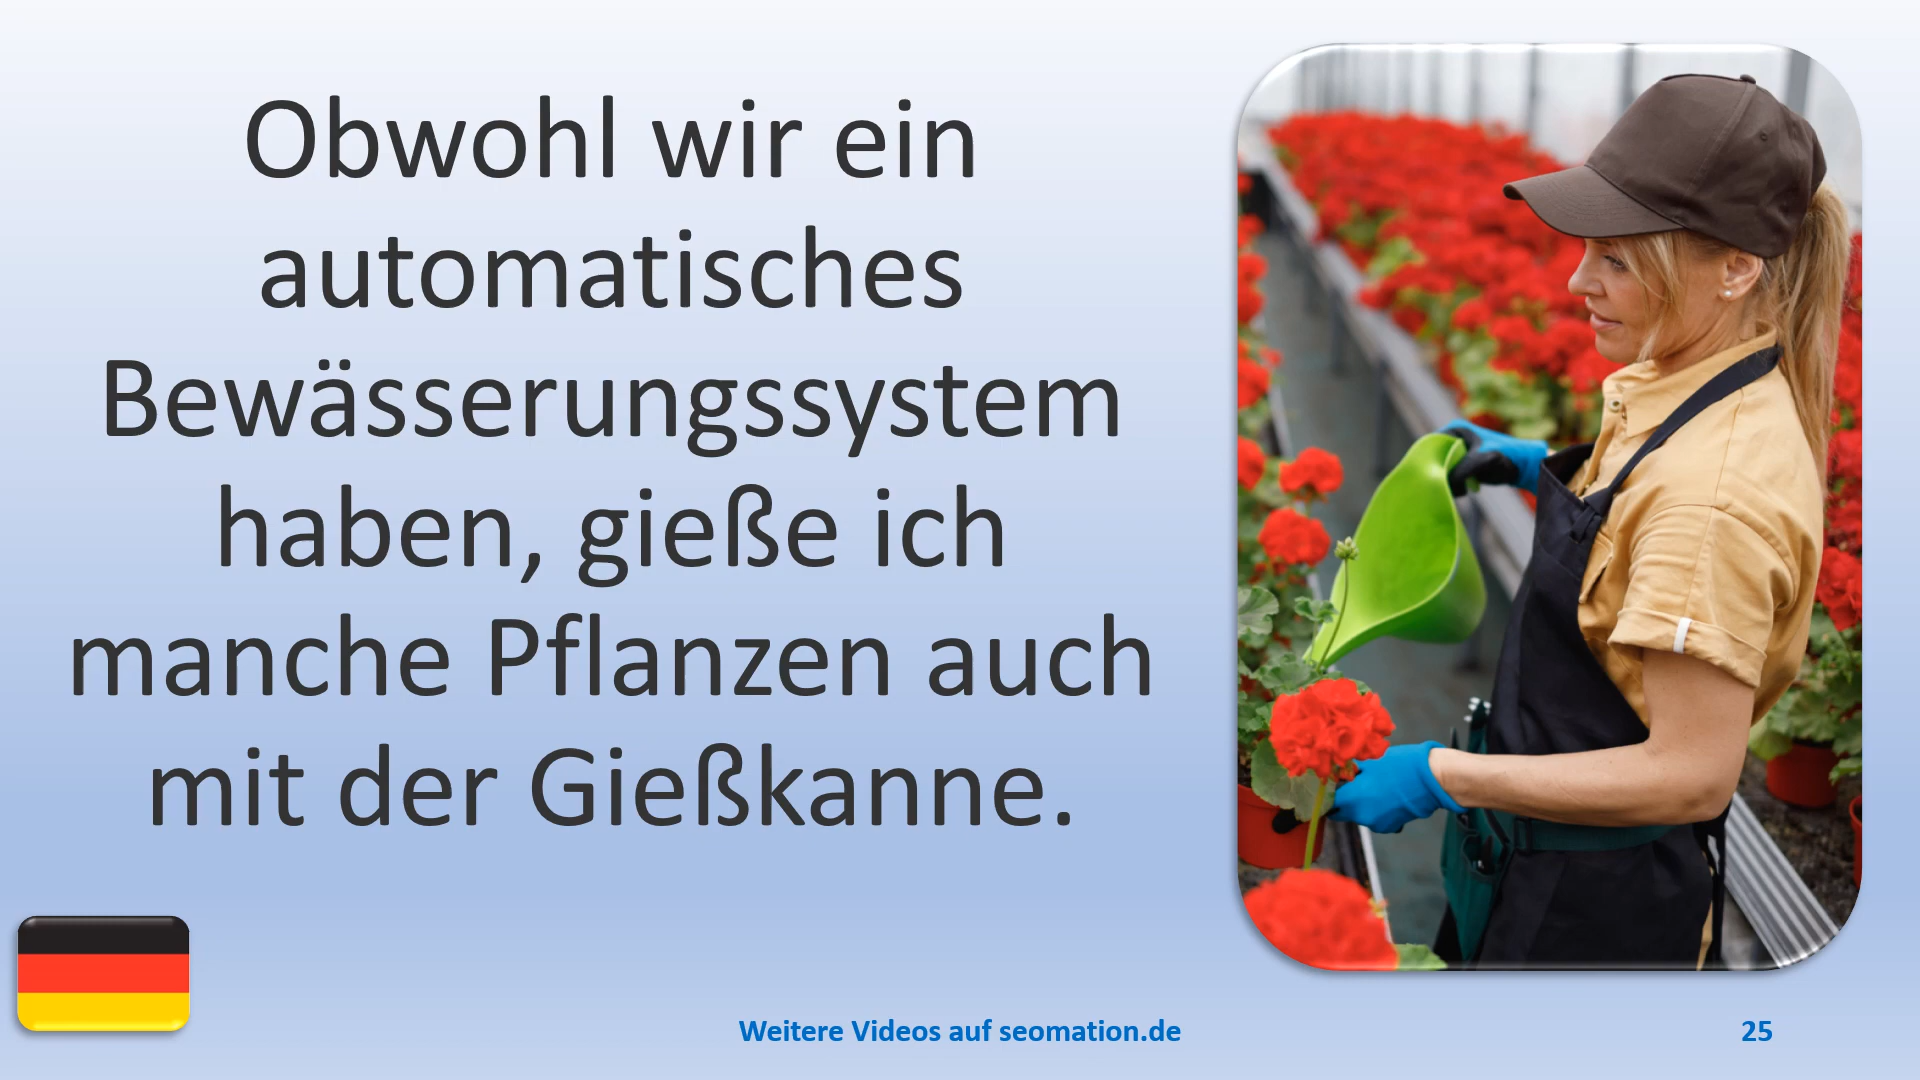 Obwohl wir ein
automatisches
Bewässerungssystem
haben, gieße ich
manche Pflanzen auch
mit der Gießkanne.
Weitere Videos auf seomation.de
25